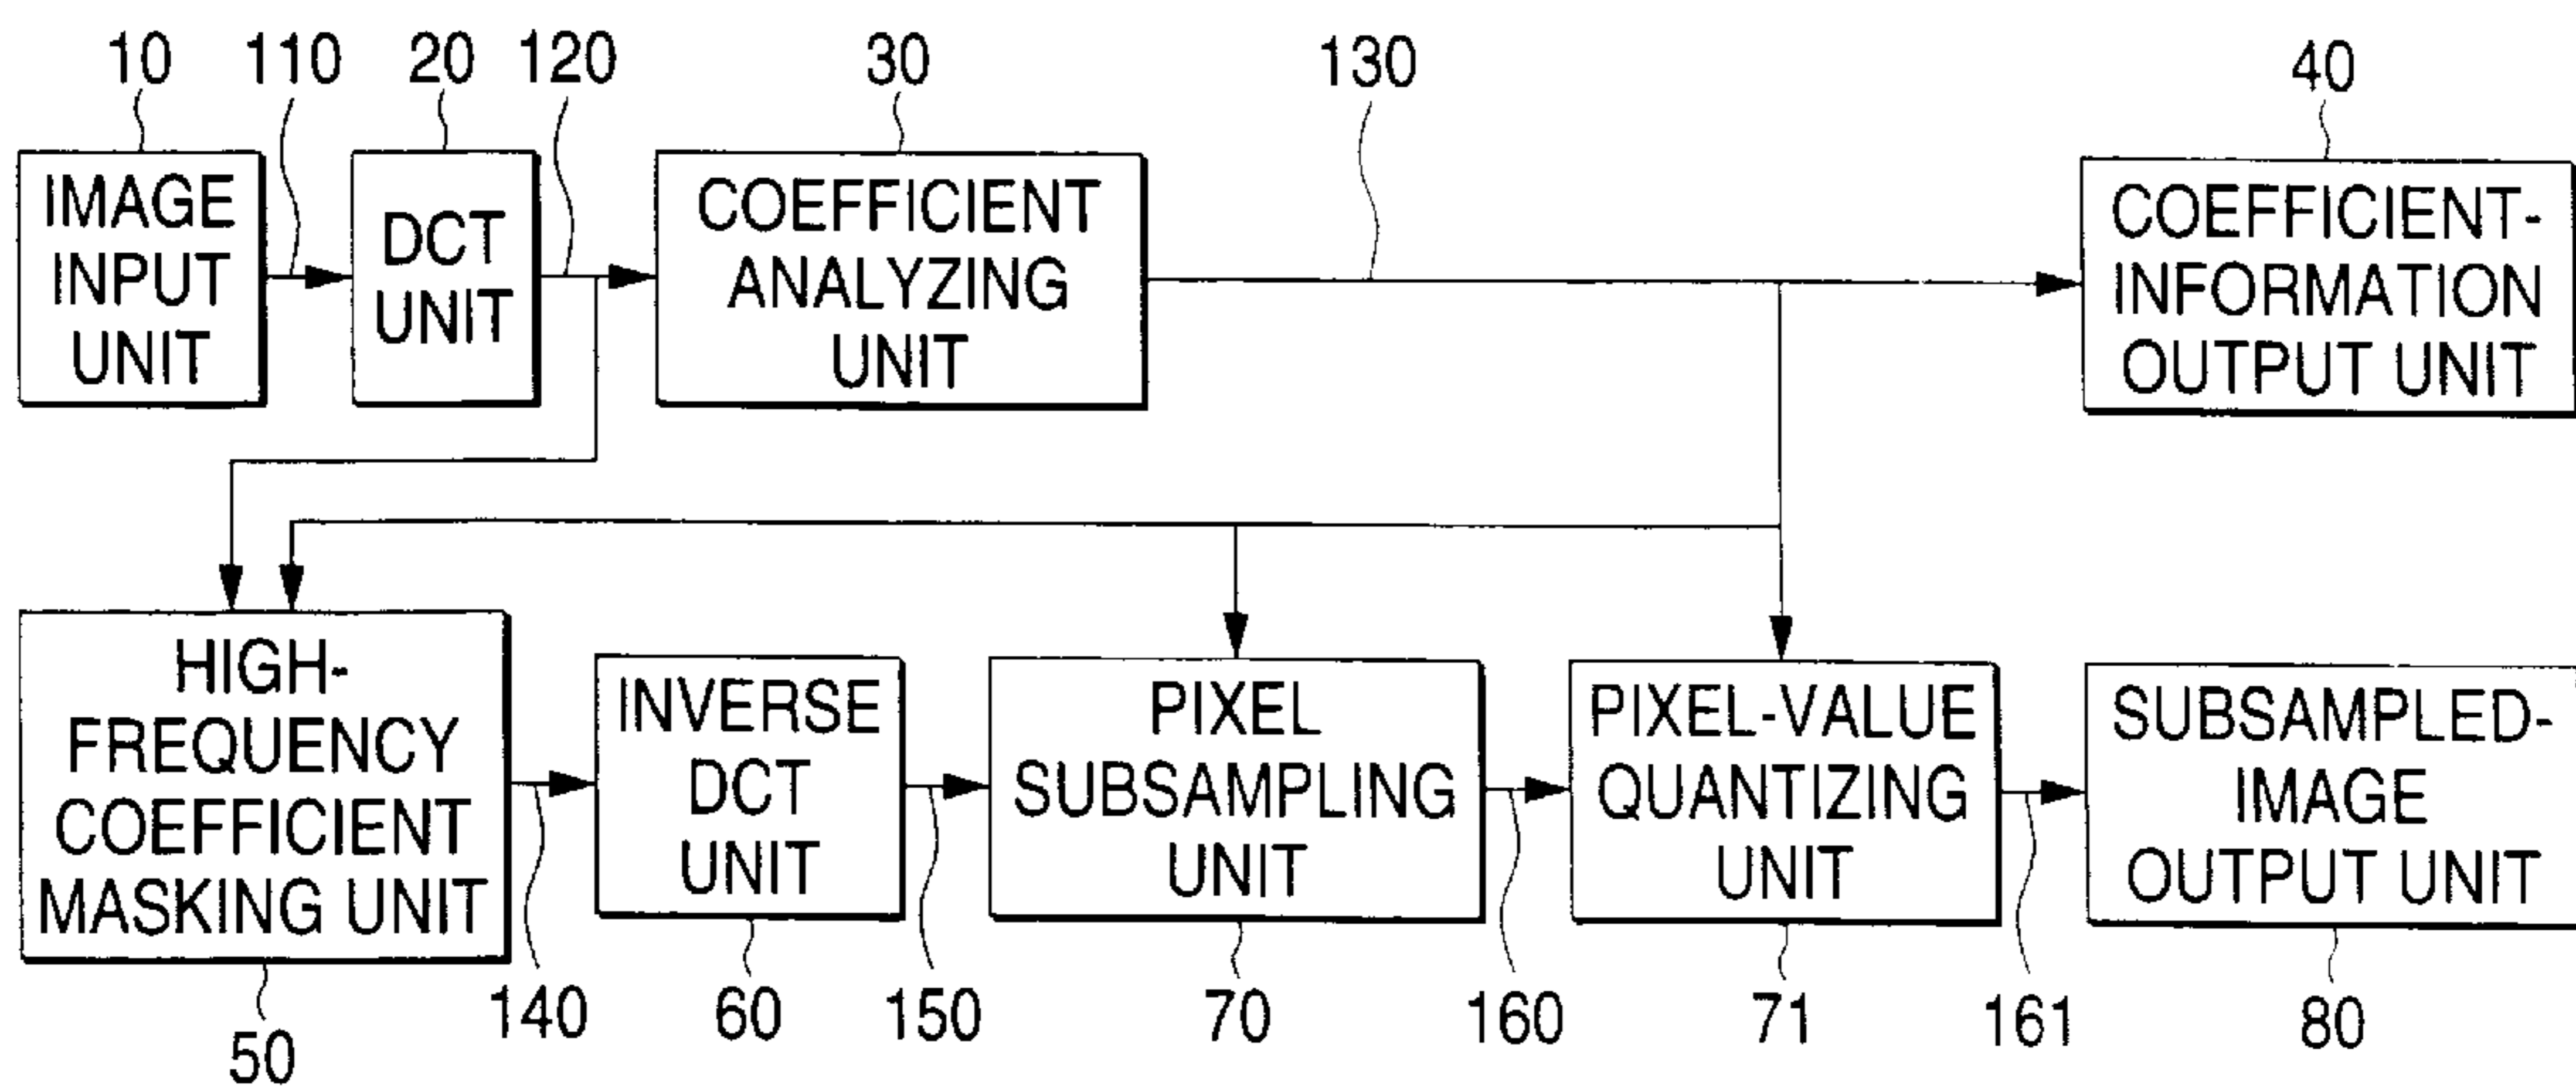 10 110 20 120 30 130 40
IMAGE
INPUT
UNIT
DCT
UNIT
COEFFICIENT
ANALYZING
UNIT
COEFFICIENT-
INFORMATION
OUTPUT UNIT
HIGH-
FREQUENCY
COEFFICIENT
MASKING UNIT
INVERSE
DCT
UNIT
PIXEL
SUBSAMPLING
UNIT
PIXEL-VALUE
QUANTIZING
UNIT
SUBSAMPLED-
IMAGE
OUTPUT UNIT
50 140 60 150 70 160 71 161 80